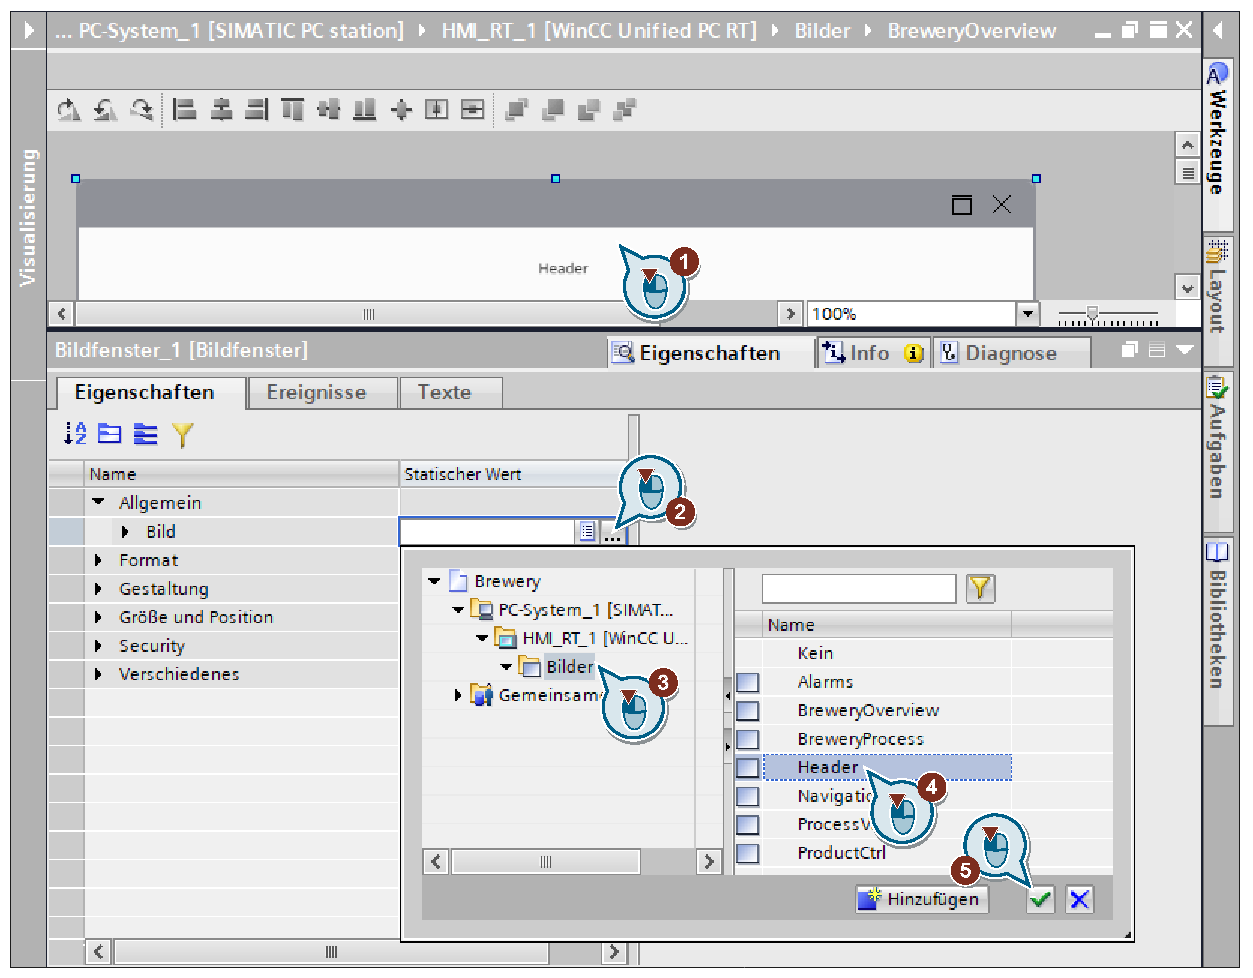 ... PC-System_1 [SIMATIC PC station] HMI_RT_1 [WinCC Unified PC RT] Bilder BreweryOverview
Visualisierung
Header
1
100%
Bildfenster_1 [Bildfenster]
Eigenschaften Info Diagnose
Eigenschaften Ereignisse Texte
Name Statischer Wert
Allgemein
2
Bild ...
Format
Gestaltung
Größe und Position
Security
Verschiedenes
Brewery
PC-System_1 [SIMAT...
HMI_RT_1 [WinCC U...
Bilder
3
Name
Kein
Alarms
BreweryOverview
BreweryProcess
Header
4
ProductCtrl
5
Hinzufügen
Werkzeuge
Layout
Aufgaben
Bibliotheken